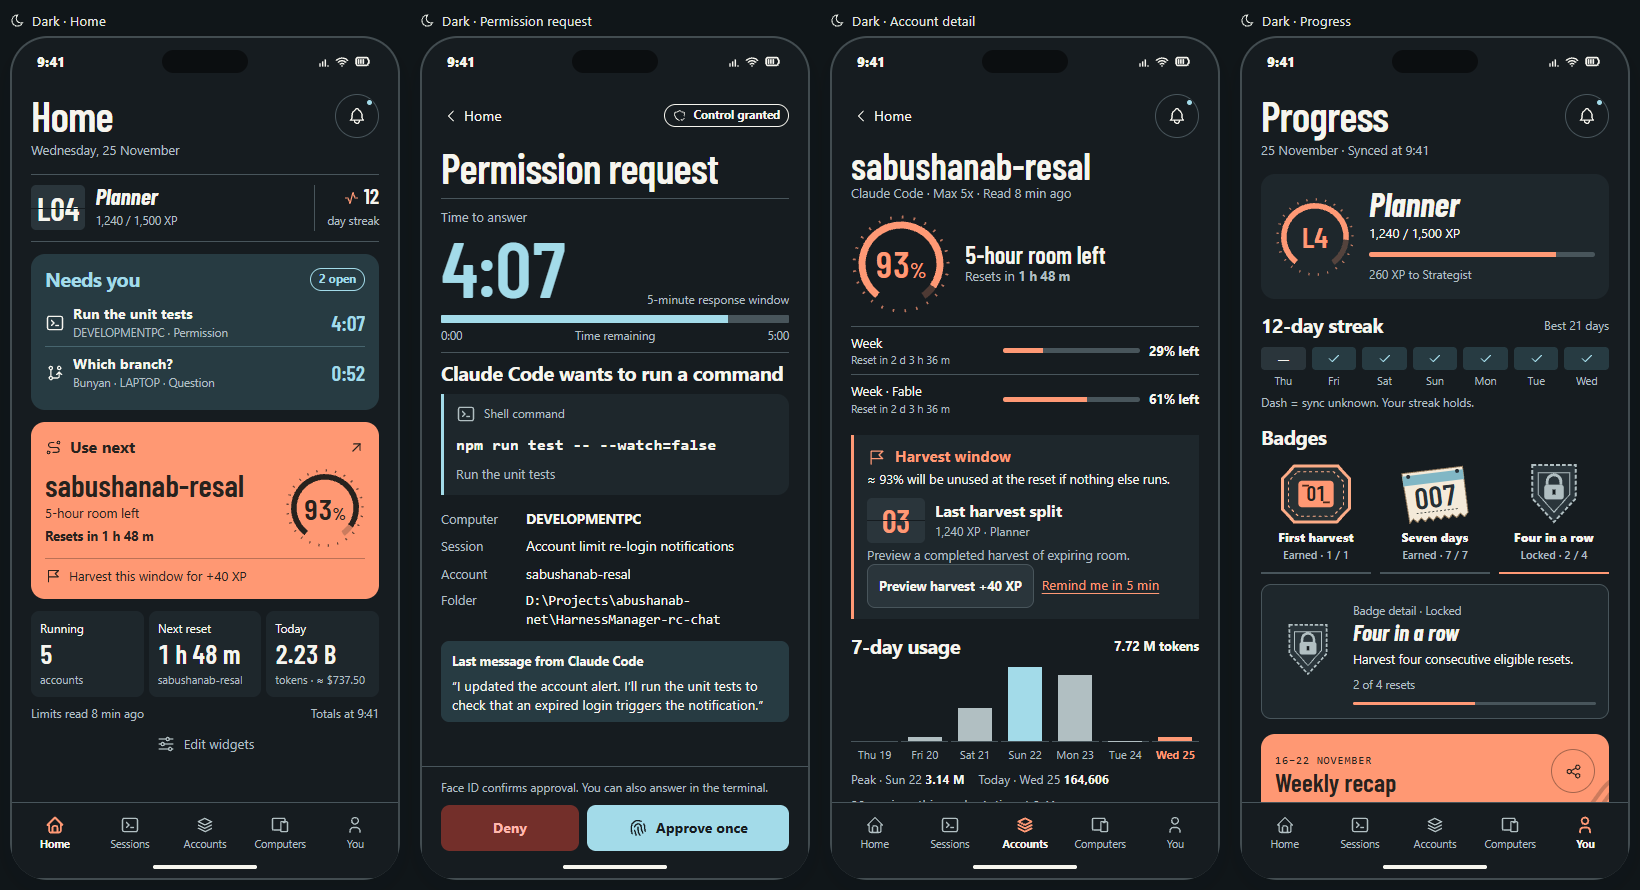 Dark · Home
9:41
Home
Wednesday, 25 November
L04
Planner
1,240 / 1,500 XP
12
day streak
Needs you
2 open
Run the unit tests
DEVELOPMENTPC · Permission
4:07
Which branch?
Bunyan · LAPTOP · Question
0:52
Use next
sabushanab-resal
5-hour room left
Resets in 1 h 48 m
93%
Harvest this window for +40 XP
Running
5
accounts
Next reset
1 h 48 m
sabushanab-resal
Today
2.23 B
tokens · ≈ $737.50
Limits read 8 min ago
Totals at 9:41
Edit widgets
Home
Sessions
Accounts
Computers
You
Dark · Permission request
9:41
Home
Control granted
Permission request
Time to answer
4:07
5-minute response window
0:00
Time remaining
5:00
Claude Code wants to run a command
Shell command
npm run test -- --watch=false
Run the unit tests
Computer
DEVELOPMENTPC
Session
Account limit re-login notifications
Account
sabushanab-resal
Folder
D:\Projects\abushanab-
net\HarnessManager-rc-chat
Last message from Claude Code
“I updated the account alert. I’ll run the unit tests to
check that an expired login triggers the notification.”
Face ID confirms approval. You can also answer in the terminal.
Deny
Approve once
Dark · Account detail
9:41
Home
sabushanab-resal
Claude Code · Max 5x · Read 8 min ago
93%
5-hour room left
Resets in 1 h 48 m
Week
Reset in 2 d 3 h 36 m
29% left
Week · Fable
Reset in 2 d 3 h 36 m
61% left
Harvest window
≈ 93% will be unused at the reset if nothing else runs.
03
Last harvest split
1,240 XP · Planner
Preview a completed harvest of expiring room.
Preview harvest +40 XP
Remind me in 5 min
7-day usage
7.72 M tokens
Thu 19
Fri 20
Sat 21
Sun 22
Mon 23
Tue 24
Wed 25
Peak · Sun 22 3.14 M
Today · Wed 25 164,606
Home
Sessions
Accounts
Computers
You
Dark · Progress
9:41
Progress
25 November · Synced at 9:41
L4
Planner
1,240 / 1,500 XP
260 XP to Strategist
12-day streak
Best 21 days
Thu
Fri
Sat
Sun
Mon
Tue
Wed
Dash = sync unknown. Your streak holds.
Badges
01
First harvest
Earned · 1 / 1
007
Seven days
Earned · 7 / 7
Four in a row
Locked · 2 / 4
Badge detail · Locked
Four in a row
Harvest four consecutive eligible resets.
2 of 4 resets
16–22 NOVEMBER
Weekly recap
Home
Sessions
Accounts
Computers
You